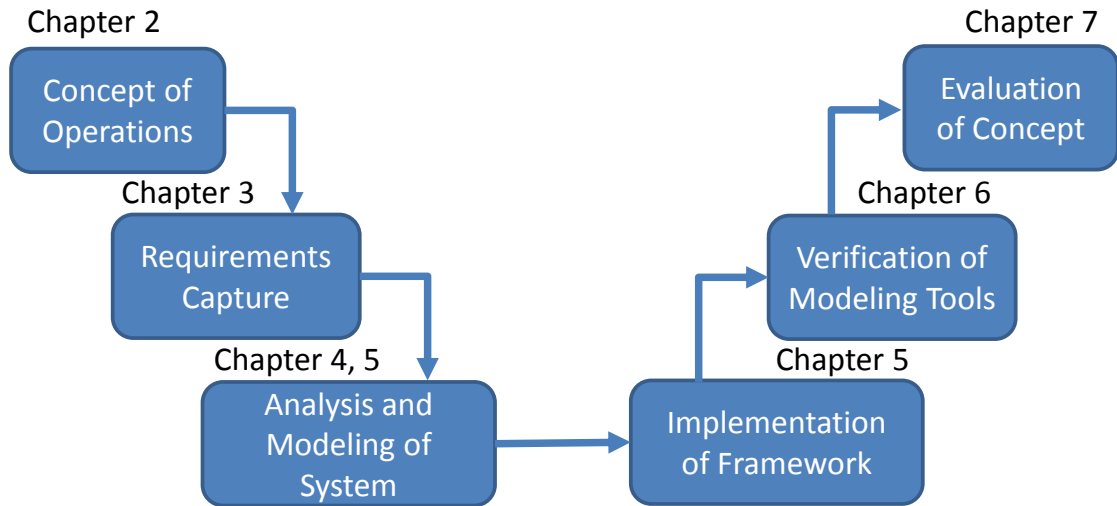 Chapter 2
Concept of
Operations
Chapter 3
Requirements
Capture
Chapter 4, 5
Analysis and
Modeling of
System
Chapter 5
Implementation
of Framework
Chapter 6
Verification of
Modeling Tools
Chapter 7
Evaluation
of Concept